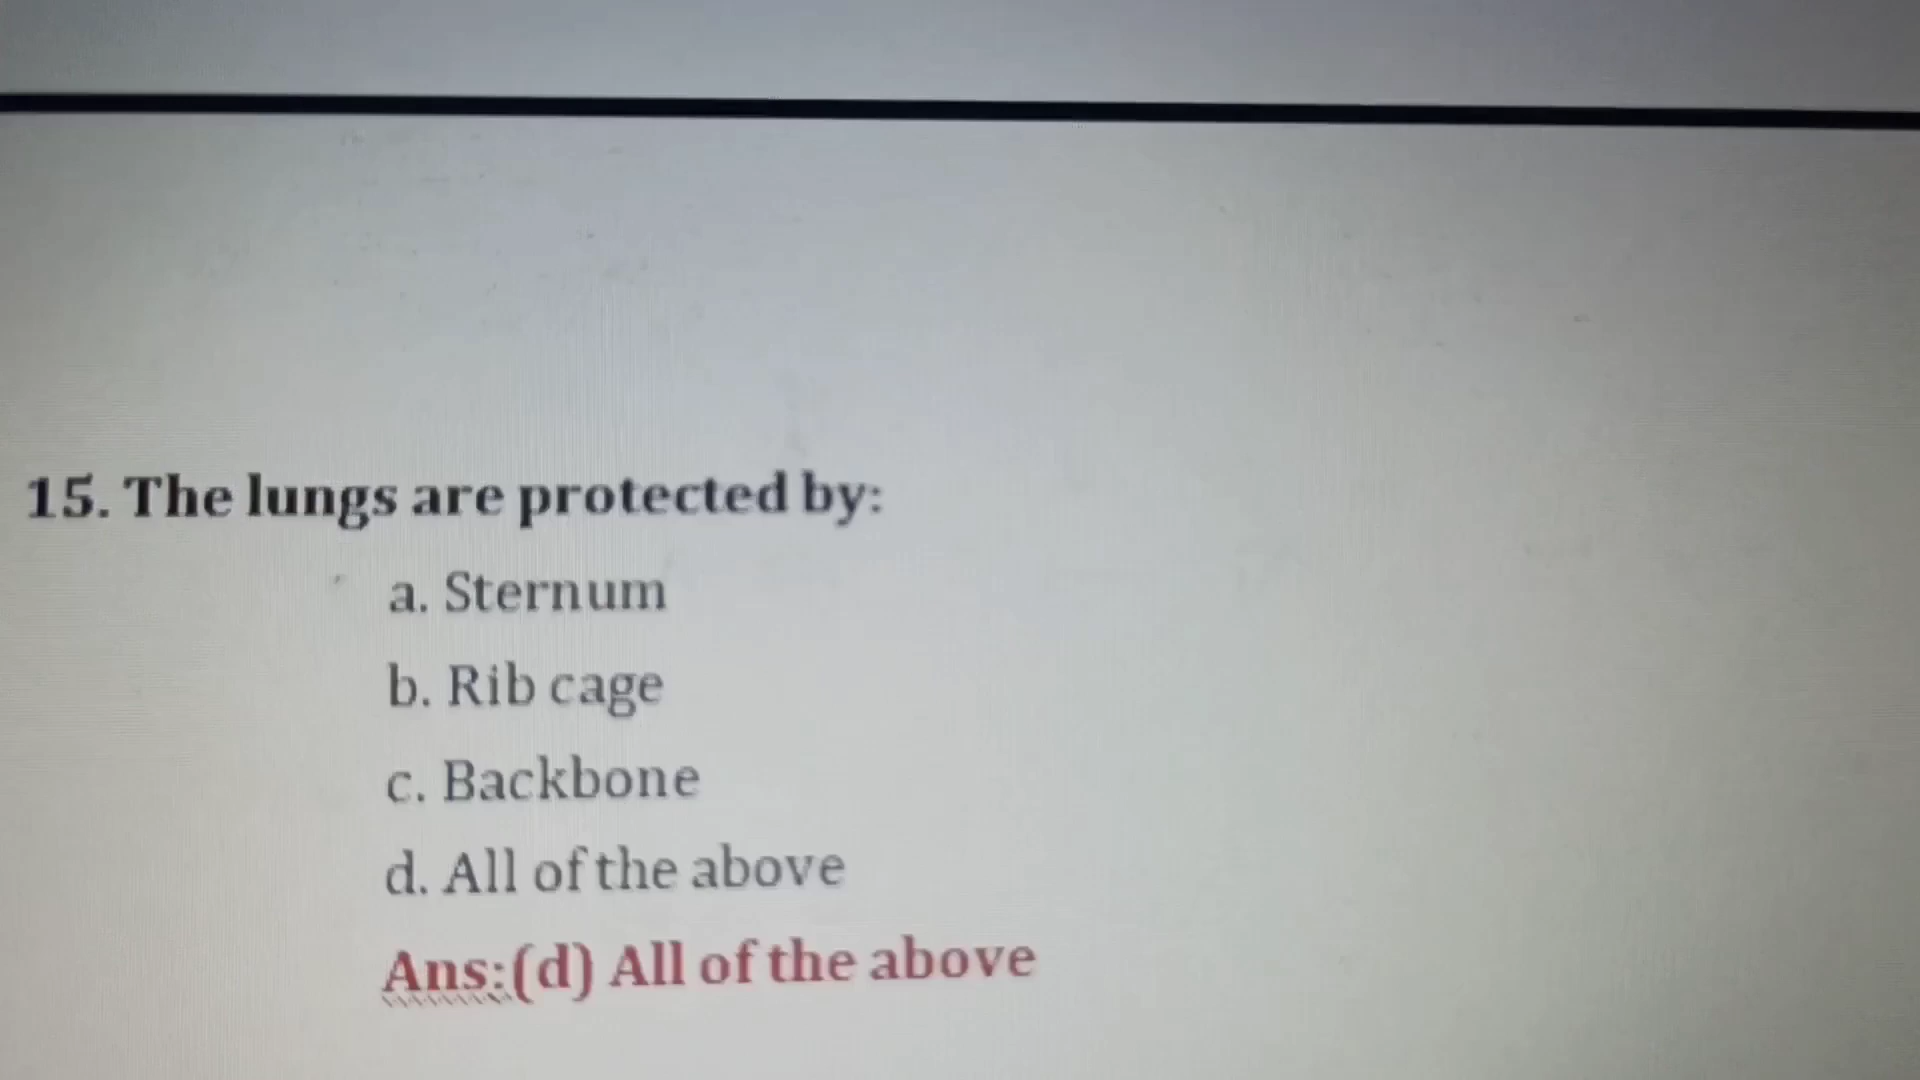 15. The lungs are protected by:
a. Sternum
b. Rib cage
c. Backbone
d. All of the above
Ans:(d) All of the above